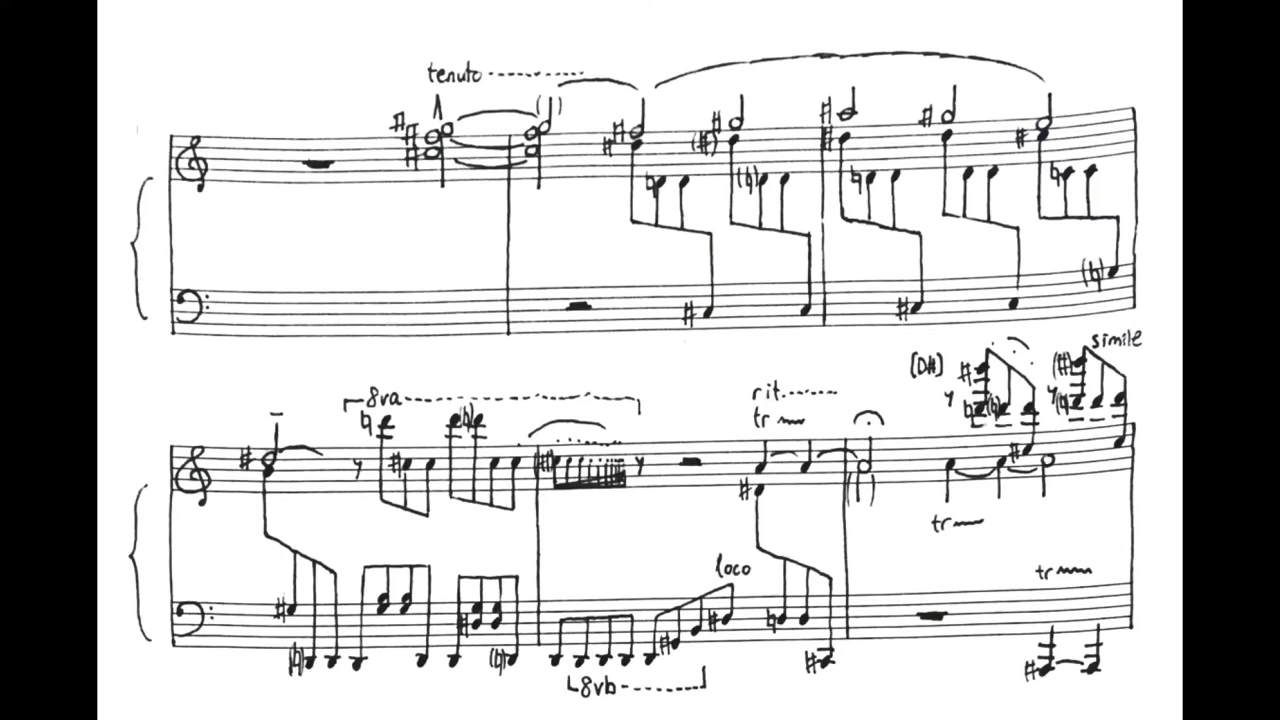 tenuto
simile
[D#]
8va
rit.
tr
loco
tr
tr
8vb